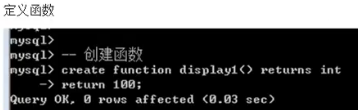 定义函数
mysql>
mysql>
mysql> -- 创建函数
mysql> create function display1() returns int
    -> return 100;
Query OK, 0 rows affected (0.03 sec)